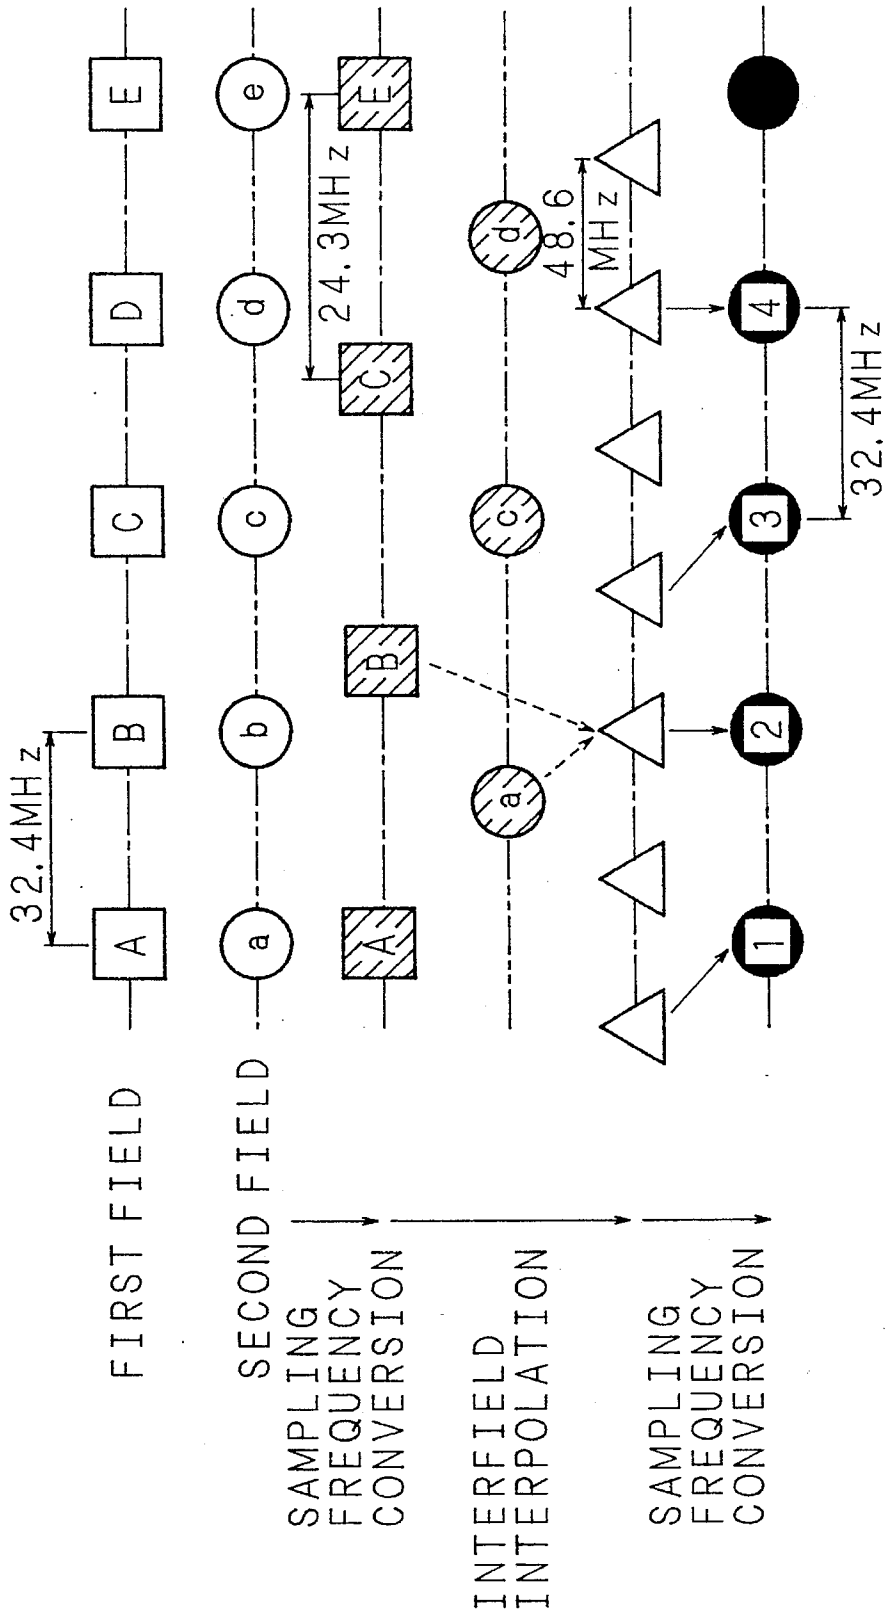 32.4MHz
FIRST FIELD A B C D E
SECOND FIELD a b c d e
24.3MHz
SAMPLING
FREQUENCY
CONVERSION
A B C E
INTERFIELD
INTERPOLATION
a c d
48.6
MHz
SAMPLING
FREQUENCY
CONVERSION
1 2 3 4
32.4MHz